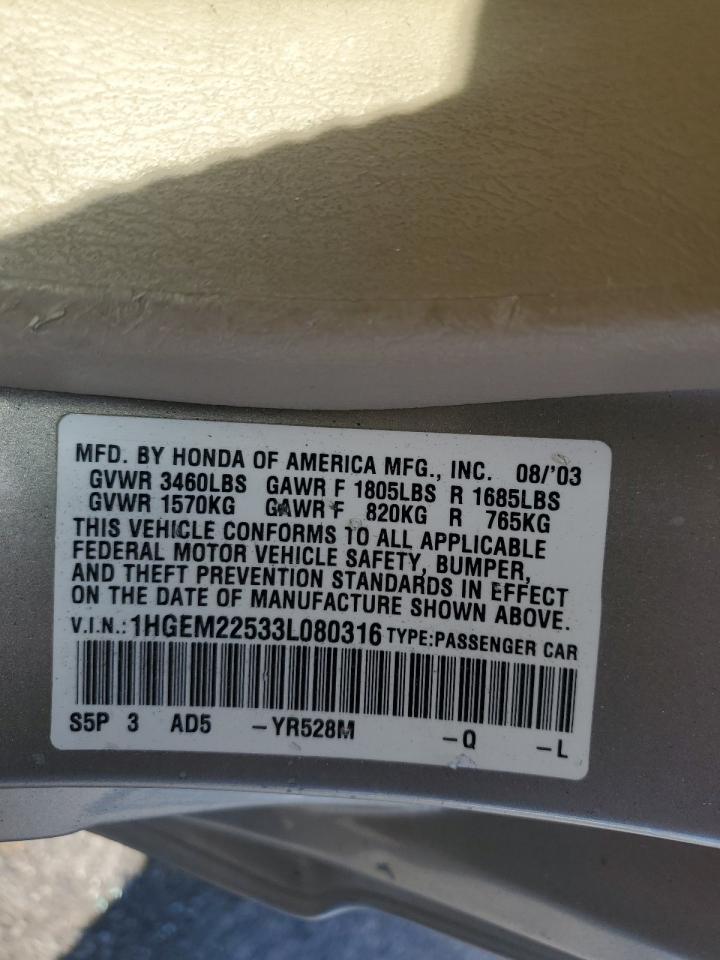 MFD. BY HONDA OF AMERICA MFG., INC. 08/'03
GVWR 3460LBS GAWR F 1805LBS R 1685LBS
GVWR 1570KG GAWR F 820KG R 765KG
THIS VEHICLE CONFORMS TO ALL APPLICABLE
FEDERAL MOTOR VEHICLE SAFETY, BUMPER,
AND THEFT PREVENTION STANDARDS IN EFFECT
ON THE DATE OF MANUFACTURE SHOWN ABOVE.
V.I.N.: 1HGEM22533L080316 TYPE:PASSENGER CAR
S5P 3 AD5 -YR528M -Q -L